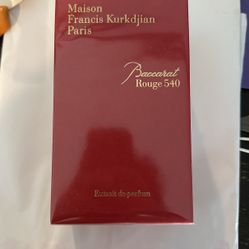 Maison
Francis Kurkdjian
Paris
Baccarat
Rouge 540
Extrait de parfum